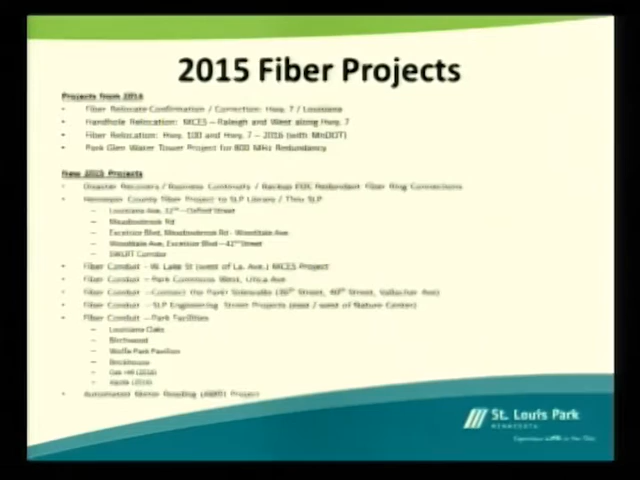 2015 Fiber Projects
Projects from 2014
• Fiber Relocate Confirmation / Correction: Hwy. 7 / Louisiana
• Handhole Relocation: MCES – Raleigh and West along Hwy. 7
• Fiber Relocation: Hwy. 100 and Hwy. 7 – 2016 (with MnDOT)
• Park Glen Water Tower Project for 800 MHz Redundancy
New 2015 Projects
• Disaster Recovery / Business Continuity / Backup EOC Redundant Fiber Ring Connections
• Hennepin County Fiber Project to SLP Library / Thru SLP
– Louisiana Ave, 32nd – Oxford Street
– Meadowbrook Rd
– Excelsior Blvd, Meadowbrook Rd - Wooddale Ave
– Wooddale Ave, Excelsior Blvd – 41st Street
– SWLRT Corridor
• Fiber Conduit - W. Lake St (west of La. Ave.) MCES Project
• Fiber Conduit – Park Commons West, Utica Ave
• Fiber Conduit – Connect the Park! Sidewalks (36th Street, 40th Street, Vallacher Ave)
• Fiber Conduit – SLP Engineering Street Projects (east / west of Nature Center)
• Fiber Conduit – Park Facilities
– Louisiana Oaks
– Birchwood
– Wolfe Park Pavilion
– Browndale
– Oak Hill (2016)
– (2016)
• Automated Meter Reading (AMR) Project
St. Louis Park
MINNESOTA
Experience LIFE in the Park